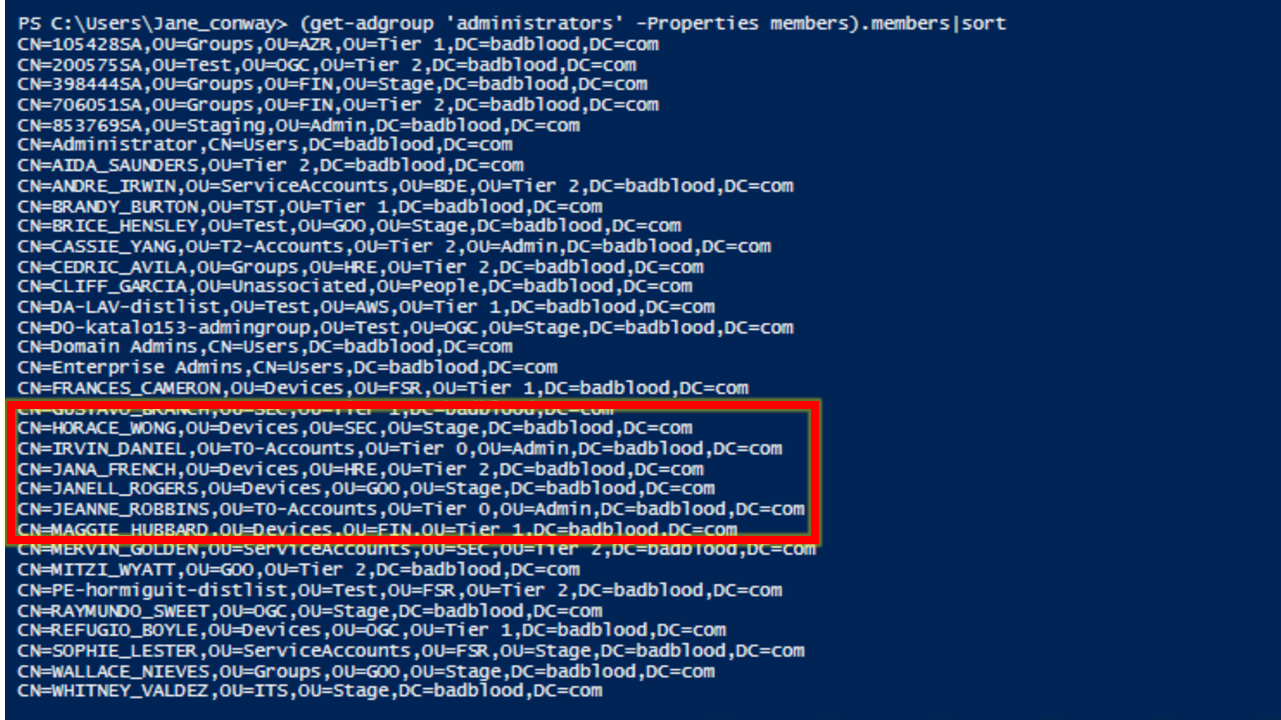 PS C:\Users\Jane_conway> (get-adgroup 'administrators' -Properties members).members|sort
CN=105428SA,OU=Groups,OU=AZR,OU=Tier 1,DC=badblood,DC=com
CN=200575SA,OU=Test,OU=OGC,OU=Tier 2,DC=badblood,DC=com
CN=398444SA,OU=Groups,OU=FIN,OU=Stage,DC=badblood,DC=com
CN=706051SA,OU=Groups,OU=FIN,OU=Tier 2,DC=badblood,DC=com
CN=853769SA,OU=Staging,OU=Admin,DC=badblood,DC=com
CN=Administrator,CN=Users,DC=badblood,DC=com
CN=AIDA_SAUNDERS,OU=Tier 2,DC=badblood,DC=com
CN=ANDRE_IRWIN,OU=ServiceAccounts,OU=BDE,OU=Tier 2,DC=badblood,DC=com
CN=BRANDY_BURTON,OU=TST,OU=Tier 1,DC=badblood,DC=com
CN=BRICE_HENSLEY,OU=Test,OU=GOO,OU=Stage,DC=badblood,DC=com
CN=CASSIE_YANG,OU=T2-Accounts,OU=Tier 2,OU=Admin,DC=badblood,DC=com
CN=CEDRIC_AVILA,OU=Groups,OU=HRE,OU=Tier 2,DC=badblood,DC=com
CN=CLIFF_GARCIA,OU=Unassociated,OU=People,DC=badblood,DC=com
CN=DA-LAV-distlist,OU=Test,OU=AWS,OU=Tier 1,DC=badblood,DC=com
CN=DO-katalo153-admingroup,OU=Test,OU=OGC,OU=Stage,DC=badblood,DC=com
CN=Domain Admins,CN=Users,DC=badblood,DC=com
CN=Enterprise Admins,CN=Users,DC=badblood,DC=com
CN=FRANCES_CAMERON,OU=Devices,OU=FSR,OU=Tier 1,DC=badblood,DC=com
CN=GUSTAVO_BRANCH,OU=SEC,OU=Tier 1,DC=badblood,DC=com
CN=HORACE_WONG,OU=Devices,OU=SEC,OU=Stage,DC=badblood,DC=com
CN=IRVIN_DANIEL,OU=T0-Accounts,OU=Tier 0,OU=Admin,DC=badblood,DC=com
CN=JANA_FRENCH,OU=Devices,OU=HRE,OU=Tier 2,DC=badblood,DC=com
CN=JANELL_ROGERS,OU=Devices,OU=GOO,OU=Stage,DC=badblood,DC=com
CN=JEANNE_ROBBINS,OU=T0-Accounts,OU=Tier 0,OU=Admin,DC=badblood,DC=com
CN=MAGGIE_HUBBARD,OU=Devices,OU=FIN,OU=Tier 1,DC=badblood,DC=com
CN=MERVIN_GOLDEN,OU=ServiceAccounts,OU=SEC,OU=Tier 2,DC=badblood,DC=com
CN=MITZI_WYATT,OU=GOO,OU=Tier 2,DC=badblood,DC=com
CN=PE-hormiguit-distlist,OU=Test,OU=FSR,OU=Tier 2,DC=badblood,DC=com
CN=RAYMUNDO_SWEET,OU=OGC,OU=Stage,DC=badblood,DC=com
CN=REFUGIO_BOYLE,OU=Devices,OU=OGC,OU=Tier 1,DC=badblood,DC=com
CN=SOPHIE_LESTER,OU=ServiceAccounts,OU=FSR,OU=Stage,DC=badblood,DC=com
CN=WALLACE_NIEVES,OU=Groups,OU=GOO,OU=Stage,DC=badblood,DC=com
CN=WHITNEY_VALDEZ,OU=ITS,OU=Stage,DC=badblood,DC=com